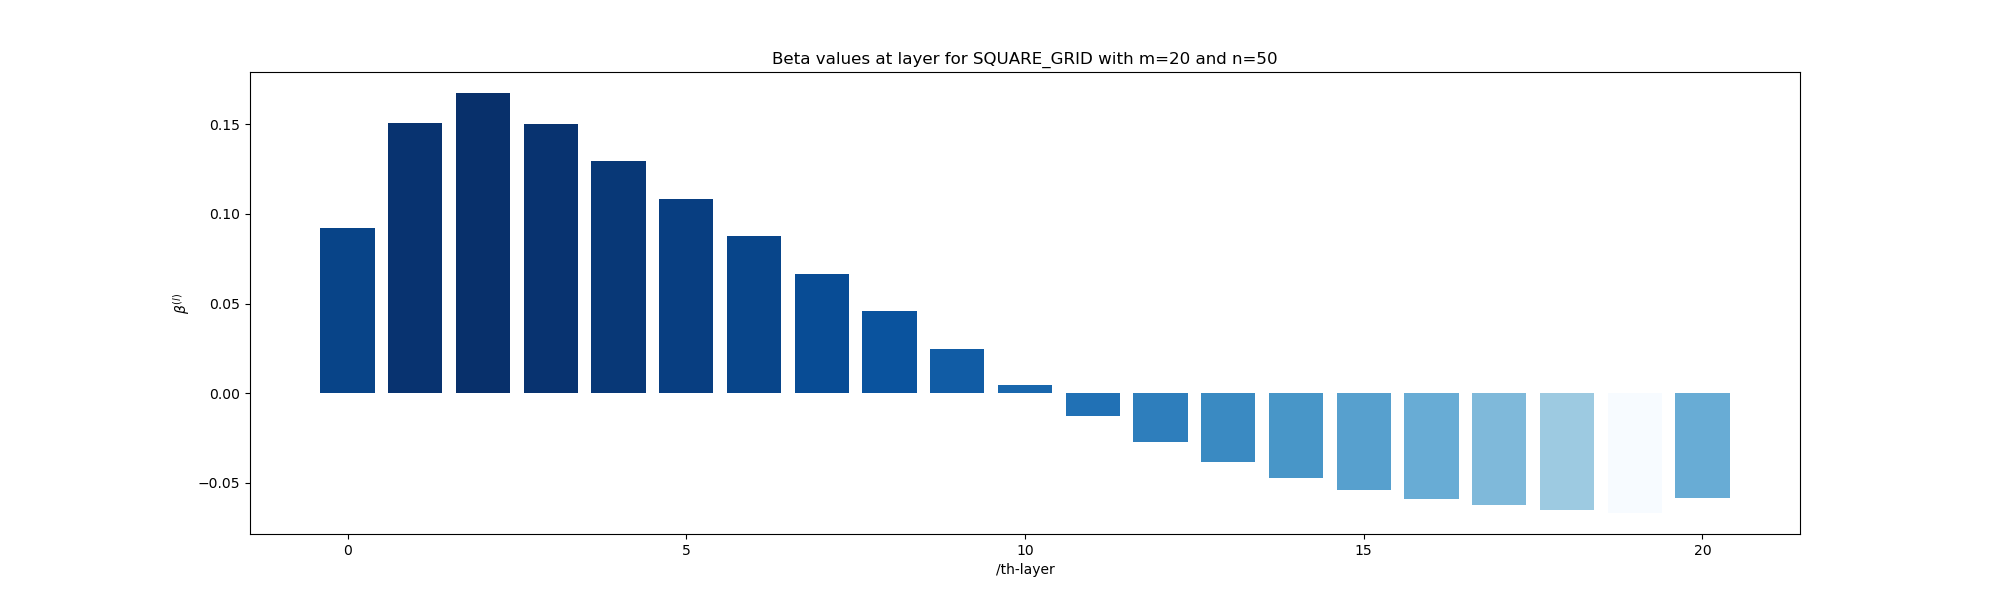 Beta values at layer for SQUARE_GRID with m=20 and n=50
0.15
0.10
0.05
0.00
−0.05
β(l)
0 5 10 15 20
lth-layer